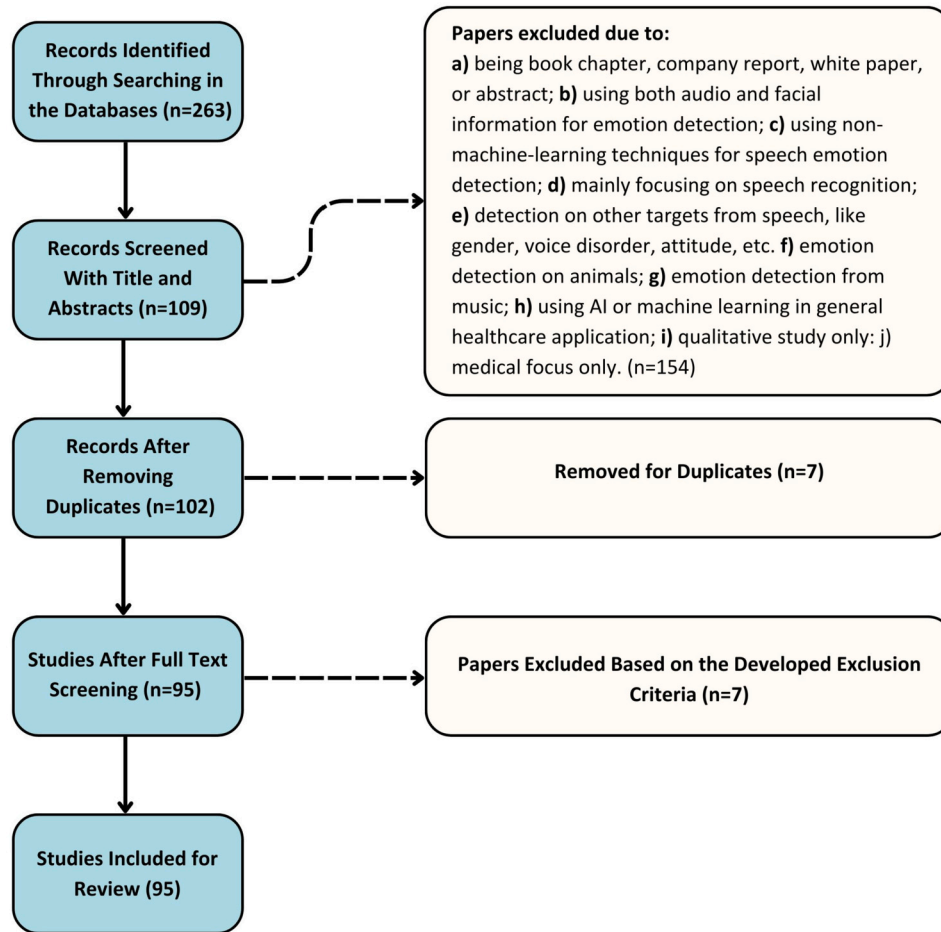 Records Identified
Through Searching in
the Databases (n=263)
Papers excluded due to:
a) being book chapter, company report, white paper,
or abstract; b) using both audio and facial
information for emotion detection; c) using non-
machine-learning techniques for speech emotion
detection; d) mainly focusing on speech recognition;
e) detection on other targets from speech, like
gender, voice disorder, attitude, etc. f) emotion
detection on animals; g) emotion detection from
music; h) using AI or machine learning in general
healthcare application; i) qualitative study only: j)
medical focus only. (n=154)
Records Screened
With Title and
Abstracts (n=109)
Records After
Removing
Duplicates (n=102)
Removed for Duplicates (n=7)
Studies After Full Text
Screening (n=95)
Papers Excluded Based on the Developed Exclusion
Criteria (n=7)
Studies Included for
Review (95)